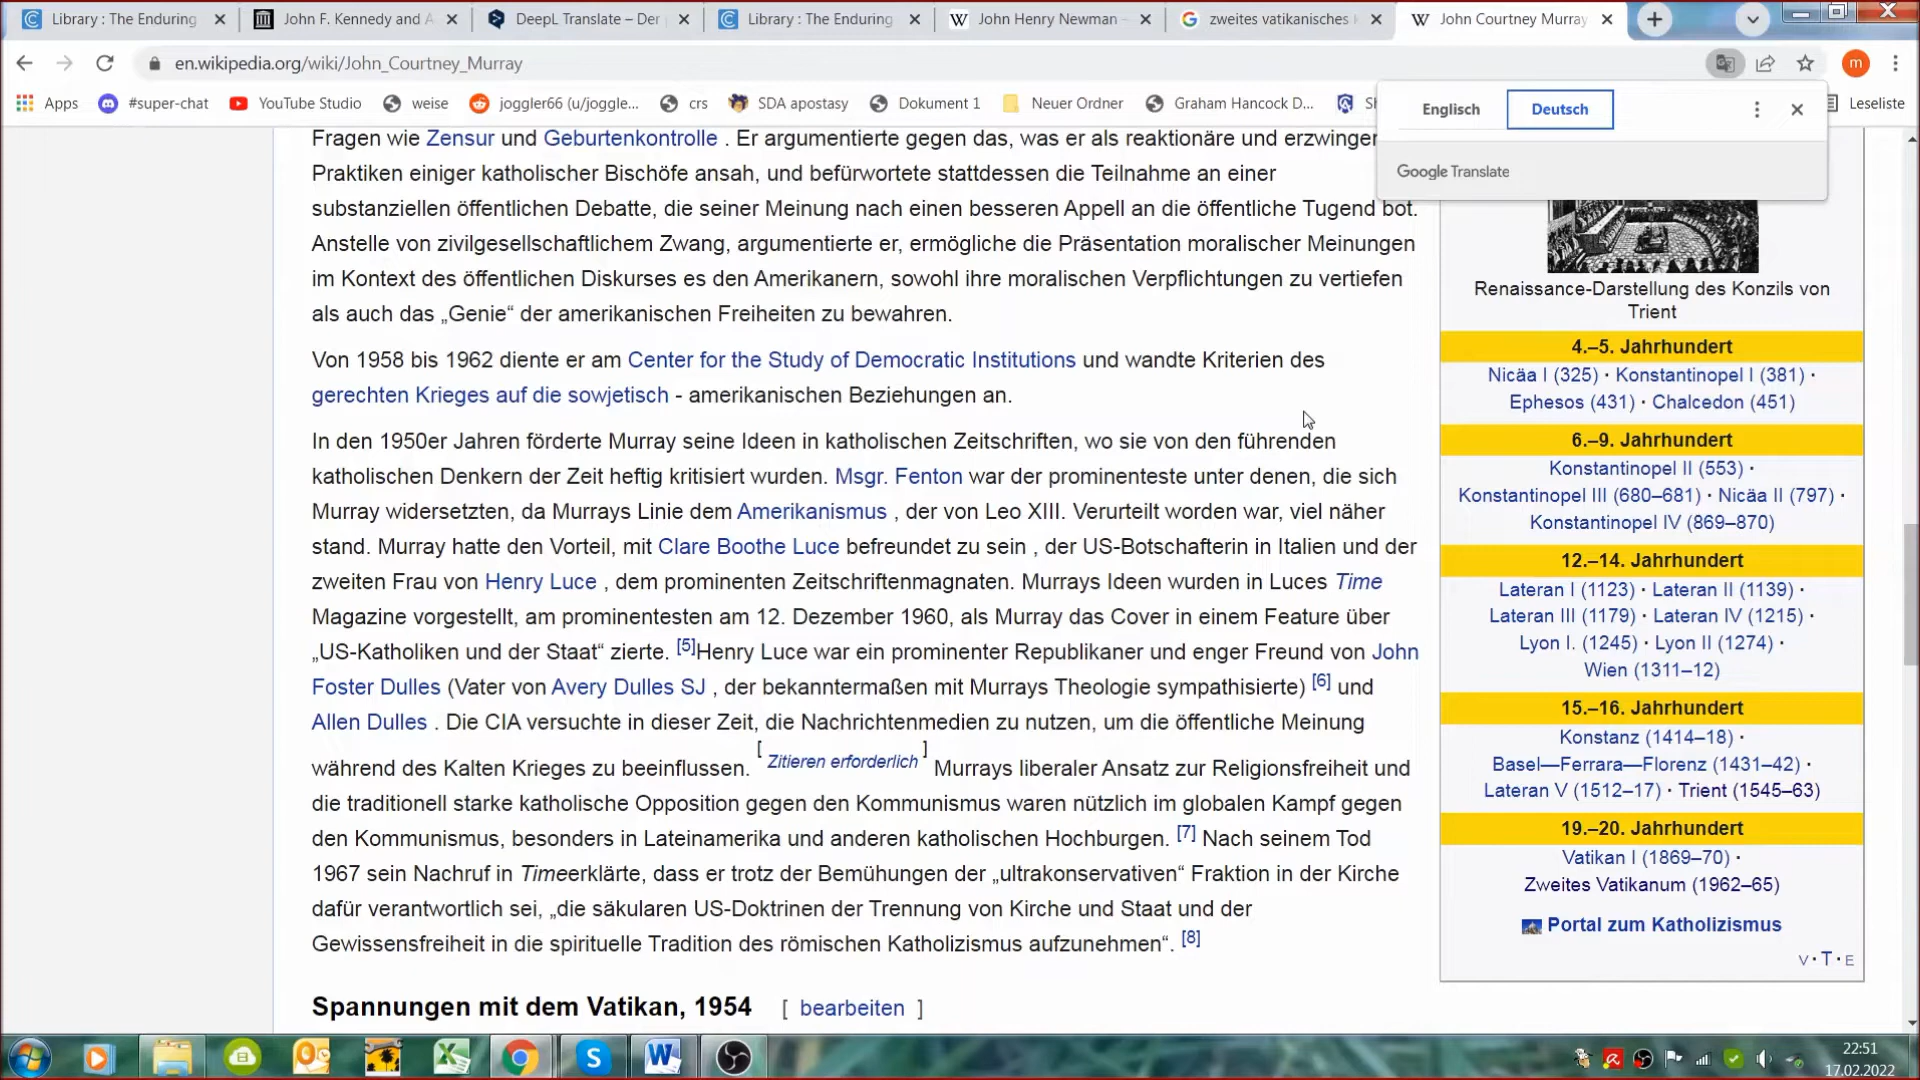 Library : The Enduring
John F. Kennedy and A
DeepL Translate – Der
Library : The Enduring
John Henry Newman –
zweites vatikanisches
John Courtney Murray
en.wikipedia.org/wiki/John_Courtney_Murray
m
Apps
#super-chat
YouTube Studio
weise
joggler66 (u/joggle...
crs
SDA apostasy
Dokument 1
Neuer Ordner
Graham Hancock D...
Leseliste
Englisch
Deutsch
Google Translate
Fragen wie Zensur und Geburtenkontrolle . Er argumentierte gegen das, was er als reaktionäre und erzwinger
Praktiken einiger katholischer Bischöfe ansah, und befürwortete stattdessen die Teilnahme an einer
substanziellen öffentlichen Debatte, die seiner Meinung nach einen besseren Appell an die öffentliche Tugend bot.
Anstelle von zivilgesellschaftlichem Zwang, argumentierte er, ermögliche die Präsentation moralischer Meinungen
im Kontext des öffentlichen Diskurses es den Amerikanern, sowohl ihre moralischen Verpflichtungen zu vertiefen
als auch das „Genie“ der amerikanischen Freiheiten zu bewahren.
Von 1958 bis 1962 diente er am Center for the Study of Democratic Institutions und wandte Kriterien des
gerechten Krieges auf die sowjetisch - amerikanischen Beziehungen an.
In den 1950er Jahren förderte Murray seine Ideen in katholischen Zeitschriften, wo sie von den führenden
katholischen Denkern der Zeit heftig kritisiert wurden. Msgr. Fenton war der prominenteste unter denen, die sich
Murray widersetzten, da Murrays Linie dem Amerikanismus , der von Leo XIII. Verurteilt worden war, viel näher
stand. Murray hatte den Vorteil, mit Clare Boothe Luce befreundet zu sein , der US-Botschafterin in Italien und der
zweiten Frau von Henry Luce , dem prominenten Zeitschriftenmagnaten. Murrays Ideen wurden in Luces Time
Magazine vorgestellt, am prominentesten am 12. Dezember 1960, als Murray das Cover in einem Feature über
„US-Katholiken und der Staat“ zierte. [5]Henry Luce war ein prominenter Republikaner und enger Freund von John
Foster Dulles (Vater von Avery Dulles SJ , der bekanntermaßen mit Murrays Theologie sympathisierte) [6] und
Allen Dulles . Die CIA versuchte in dieser Zeit, die Nachrichtenmedien zu nutzen, um die öffentliche Meinung
während des Kalten Krieges zu beeinflussen. [ Zitieren erforderlich ] Murrays liberaler Ansatz zur Religionsfreiheit und
die traditionell starke katholische Opposition gegen den Kommunismus waren nützlich im globalen Kampf gegen
den Kommunismus, besonders in Lateinamerika und anderen katholischen Hochburgen. [7] Nach seinem Tod
1967 sein Nachruf in Timeerklärte, dass er trotz der Bemühungen der „ultrakonservativen“ Fraktion in der Kirche
dafür verantwortlich sei, „die säkularen US-Doktrinen der Trennung von Kirche und Staat und der
Gewissensfreiheit in die spirituelle Tradition des römischen Katholizismus aufzunehmen“. [8]
Spannungen mit dem Vatikan, 1954 [ bearbeiten ]
Renaissance-Darstellung des Konzils von
Trient
4.–5. Jahrhundert
Nicäa I (325) · Konstantinopel I (381) ·
Ephesos (431) · Chalcedon (451)
6.–9. Jahrhundert
Konstantinopel II (553) ·
Konstantinopel III (680–681) · Nicäa II (797) ·
Konstantinopel IV (869–870)
12.–14. Jahrhundert
Lateran I (1123) · Lateran II (1139) ·
Lateran III (1179) · Lateran IV (1215) ·
Lyon I. (1245) · Lyon II (1274) ·
Wien (1311–12)
15.–16. Jahrhundert
Konstanz (1414–18) ·
Basel—Ferrara—Florenz (1431–42) ·
Lateran V (1512–17) · Trient (1545–63)
19.–20. Jahrhundert
Vatikan I (1869–70) ·
Zweites Vatikanum (1962–65)
Portal zum Katholizismus
V · T · E
22:51
17.02.2022